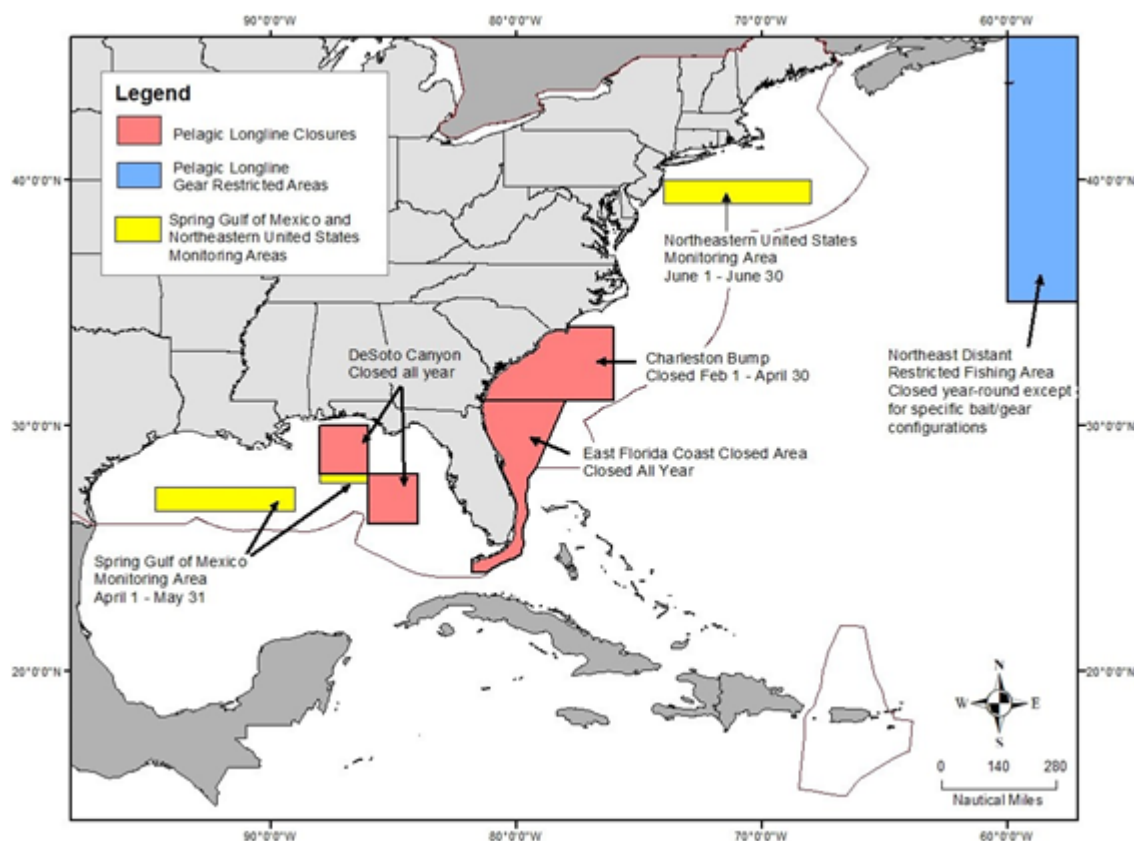 90°0'0"W
80°0'0"W
70°0'0"W
60°0'0"W
Legend
Pelagic Longline Closures
Pelagic Longline
Gear Restricted Areas
Spring Gulf of Mexico and
Northeastern United States
Monitoring Areas
40°0'0"N
40°0'0"N
Northeastern United States
Monitoring Area
June 1 - June 30
DeSoto Canyon
Closed all year
Charleston Bump
Closed Feb 1 - April 30
Northeast Distant
Restricted Fishing Area
Closed year-round except
for specific bait/gear
configurations
30°0'0"N
30°0'0"N
East Florida Coast Closed Area
Closed All Year
Spring Gulf of Mexico
Monitoring Area
April 1 - May 31
20°0'0"N
20°0'0"N
N
W
E
S
0 140 280
Nautical Miles
90°0'0"W
80°0'0"W
70°0'0"W
60°0'0"W